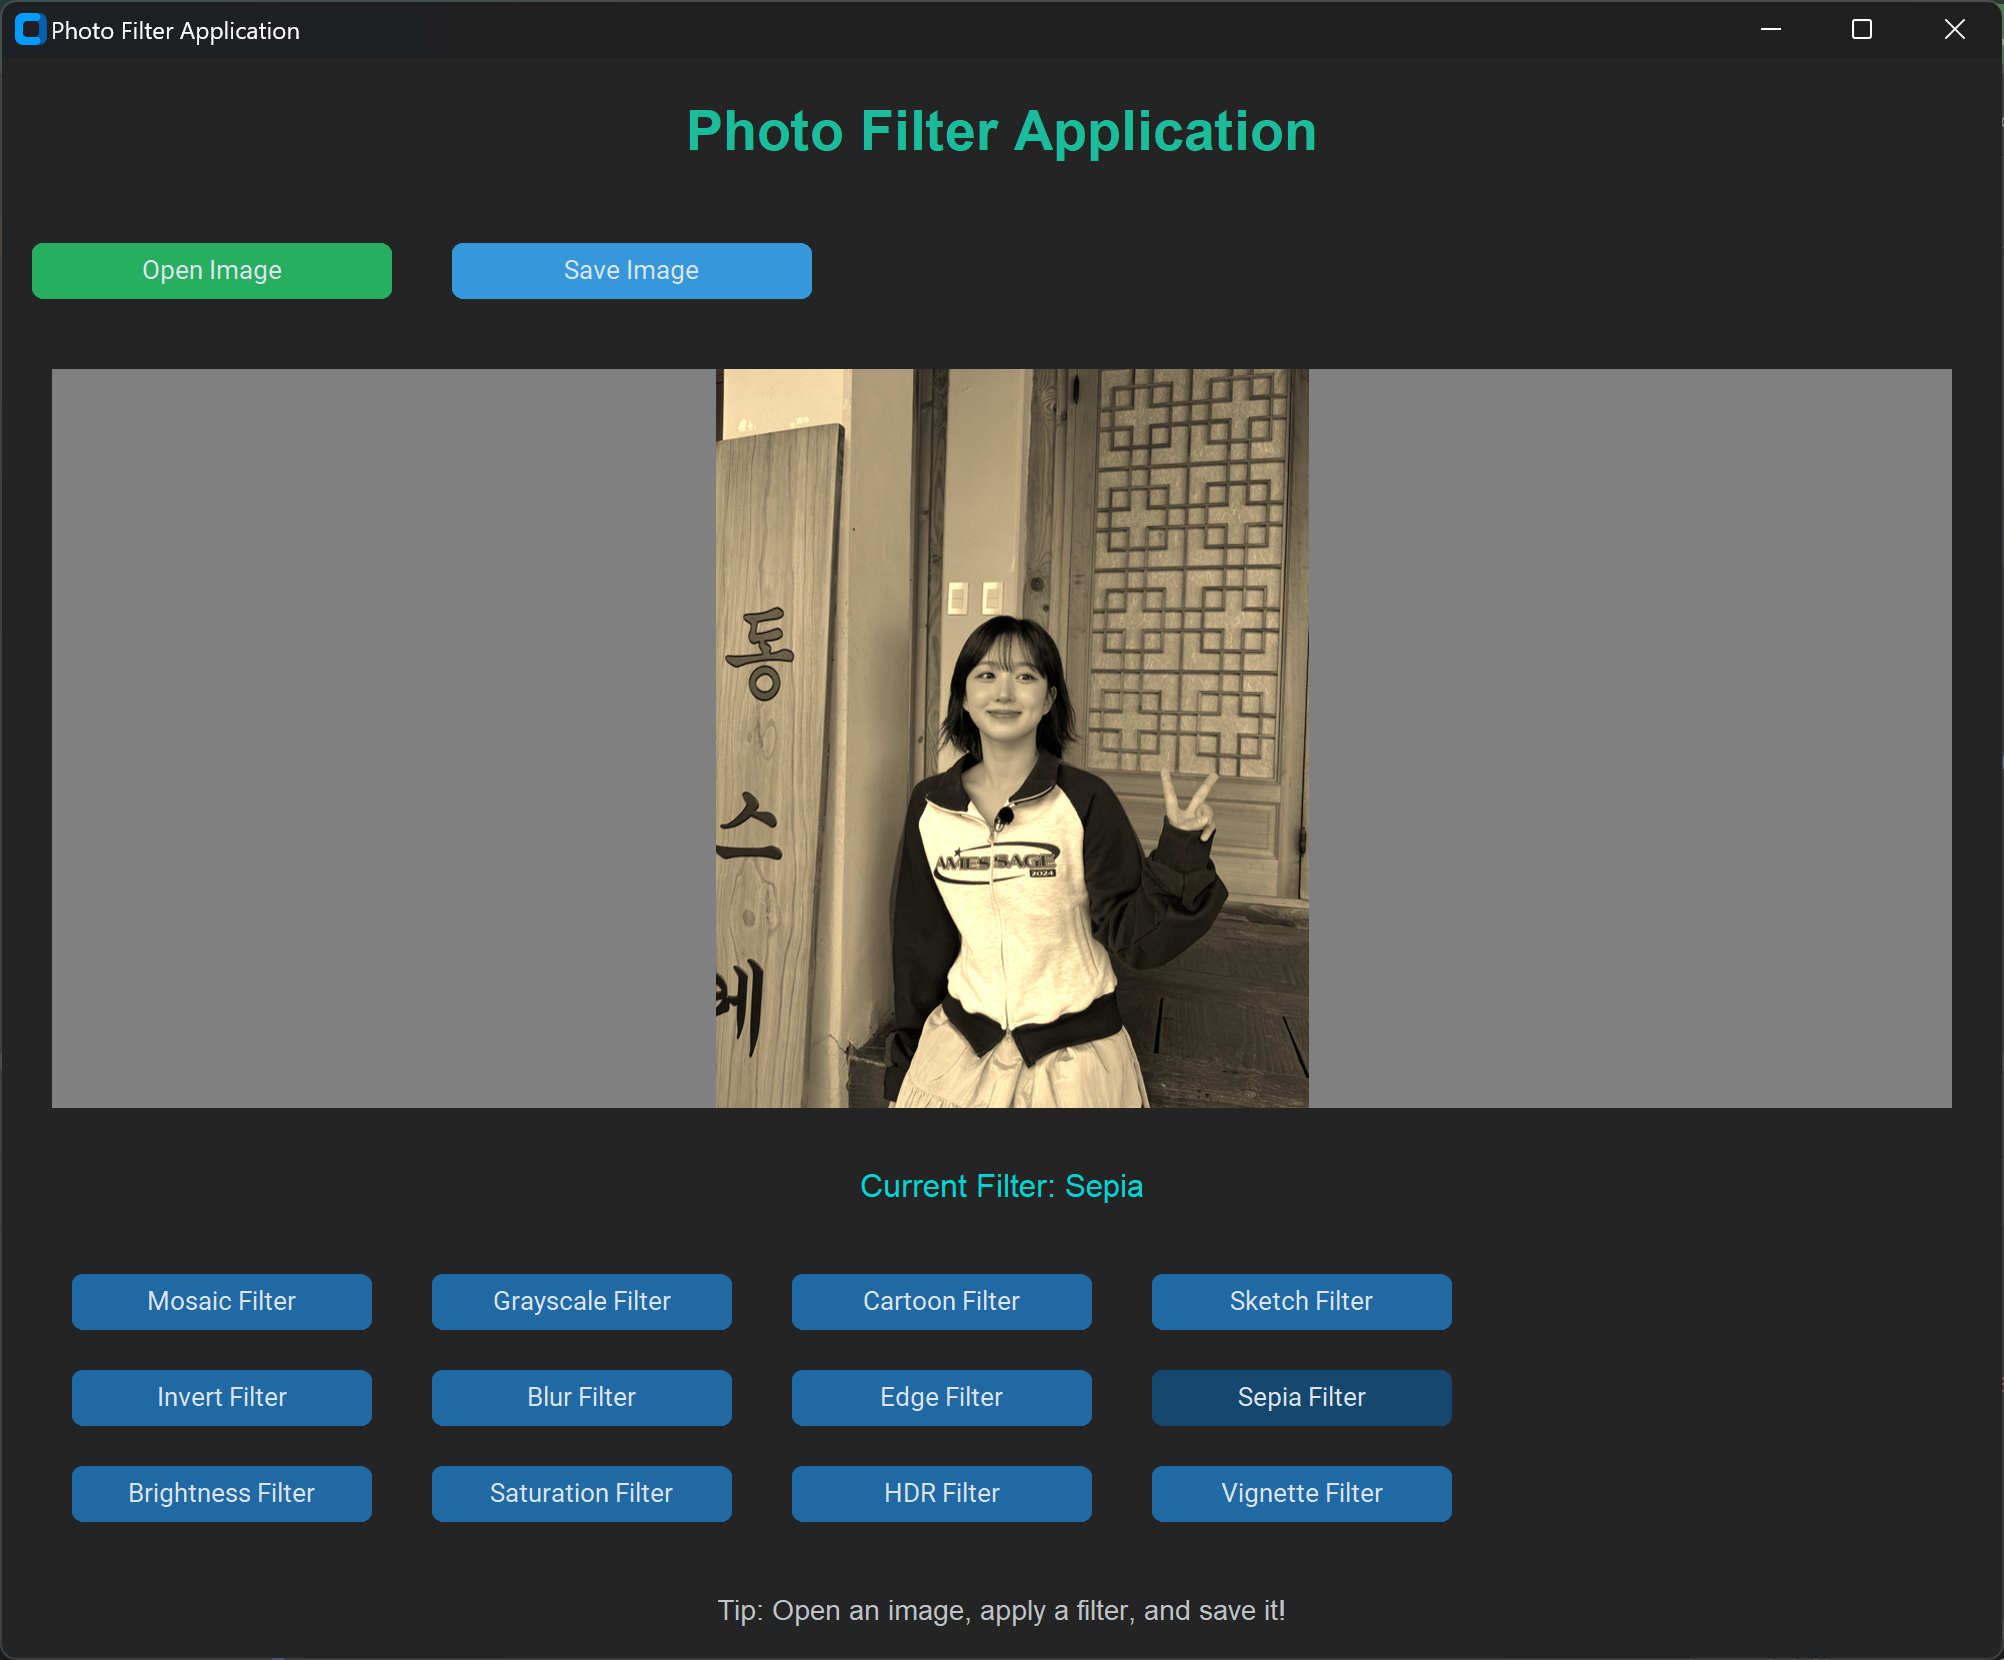 Photo Filter Application
Photo Filter Application
Open Image
Save Image
동
스
AMES SAGE
2024
Current Filter: Sepia
Mosaic Filter
Grayscale Filter
Cartoon Filter
Sketch Filter
Invert Filter
Blur Filter
Edge Filter
Sepia Filter
Brightness Filter
Saturation Filter
HDR Filter
Vignette Filter
Tip: Open an image, apply a filter, and save it!